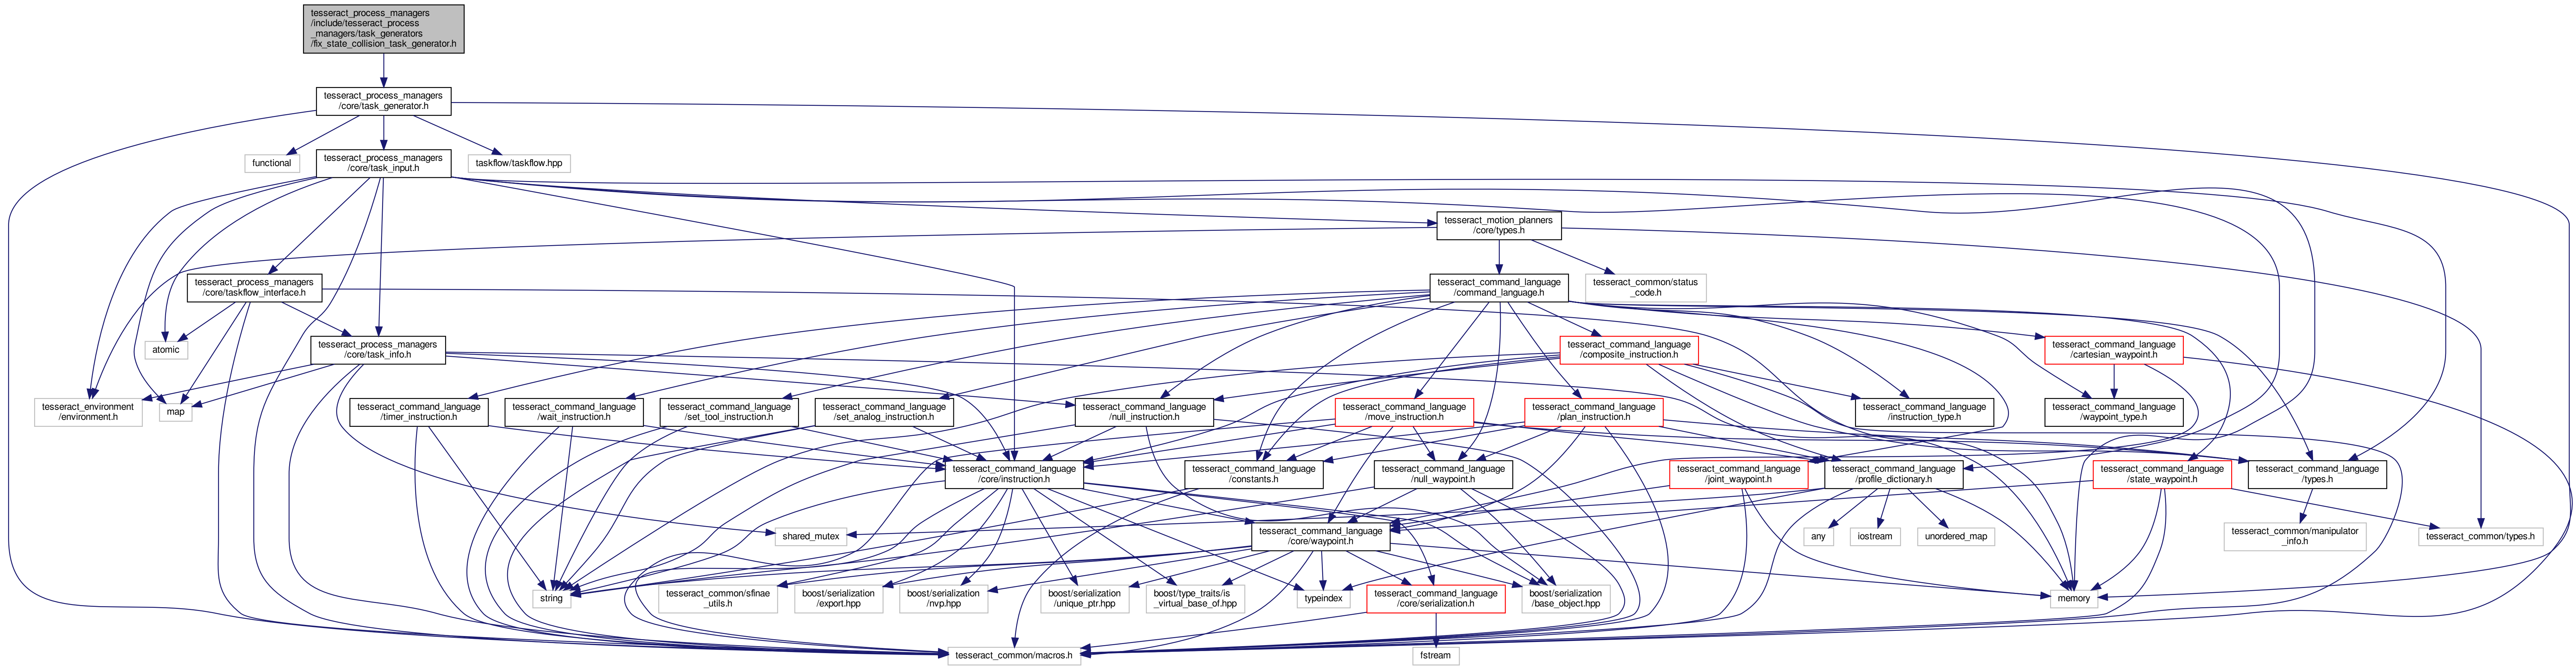 tesseract_process_managers
/include/tesseract_process
_managers/task_generators
/fix_state_collision_task_generator.h
tesseract_process_managers
/core/task_generator.h
functional
tesseract_process_managers
/core/task_input.h
taskflow/taskflow.hpp
tesseract_motion_planners
/core/types.h
tesseract_process_managers
/core/taskflow_interface.h
tesseract_command_language
/command_language.h
tesseract_common/status
_code.h
atomic
tesseract_process_managers
/core/task_info.h
tesseract_command_language
/composite_instruction.h
tesseract_command_language
/cartesian_waypoint.h
tesseract_environment
/environment.h
map
tesseract_command_language
/timer_instruction.h
tesseract_command_language
/wait_instruction.h
tesseract_command_language
/set_tool_instruction.h
tesseract_command_language
/set_analog_instruction.h
tesseract_command_language
/null_instruction.h
tesseract_command_language
/move_instruction.h
tesseract_command_language
/plan_instruction.h
tesseract_command_language
/instruction_type.h
tesseract_command_language
/waypoint_type.h
tesseract_command_language
/core/instruction.h
tesseract_command_language
/constants.h
tesseract_command_language
/null_waypoint.h
tesseract_command_language
/joint_waypoint.h
tesseract_command_language
/profile_dictionary.h
tesseract_command_language
/state_waypoint.h
tesseract_command_language
/types.h
shared_mutex
tesseract_command_language
/core/waypoint.h
any
iostream
unordered_map
tesseract_common/manipulator
_info.h
tesseract_common/types.h
string
tesseract_common/sfinae
_utils.h
boost/serialization
/export.hpp
boost/serialization
/nvp.hpp
boost/serialization
/unique_ptr.hpp
boost/type_traits/is
_virtual_base_of.hpp
typeindex
tesseract_command_language
/core/serialization.h
boost/serialization
/base_object.hpp
memory
tesseract_common/macros.h
fstream